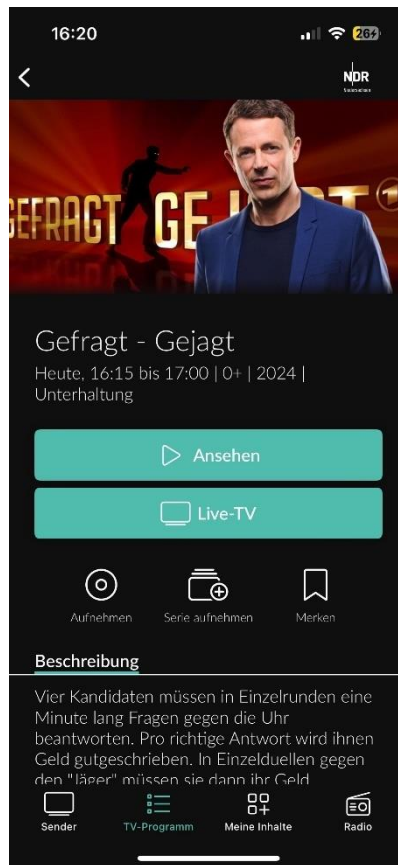 16:20
26
NDR
GEFRAGT GEJAGT
Gefragt - Gejagt
Heute, 16:15 bis 17:00 | 0+ | 2024 |
Unterhaltung
Ansehen
Live-TV
Aufnehmen
Serie aufnehmen
Merken
Beschreibung
Vier Kandidaten müssen in Einzelrunden eine
Minute lang Fragen gegen die Uhr
beantworten. Pro richtige Antwort wird ihnen
Geld gutgeschrieben. In Einzelduellen gegen
den "Jäger" müssen sie dann ihr Geld
Sender
TV-Programm
Meine Inhalte
Radio